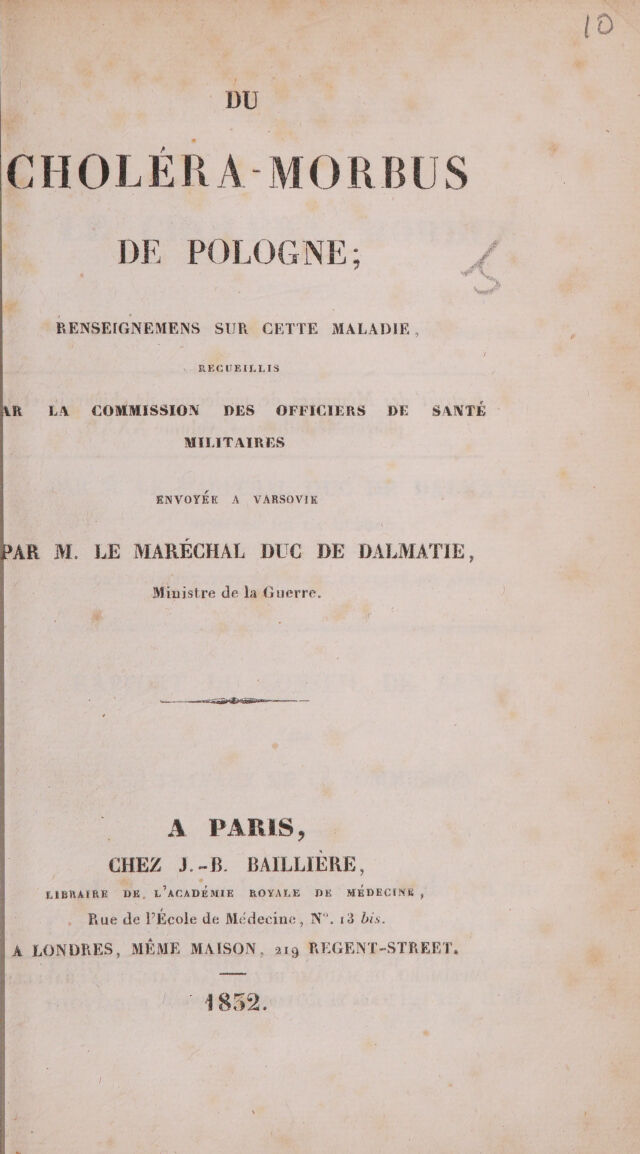 10
DU
CHOLÉRA-MORBUS
DE POLOGNE;
5
RENSEIGNEMENS SUR CETTE MALADIE,
RECUEILLIS
AR LA COMMISSION DES OFFICIERS DE SANTÉ
MILITAIRES
ENVOYÉE A VARSOVIE
PAR M. LE MARÉCHAL DUC DE DALMATIE,
Ministre de la Guerre.
A PARIS,
CHEZ J.-B. BAILLIÈRE,
LIBRAIRE DE L'ACADÉMIE ROYALE DE MÉDECINE,
Rue de l'École de Médecine, N°. 13 bis.
A LONDRES, MÊME MAISON, 219 REGENT-STREET.
1832.